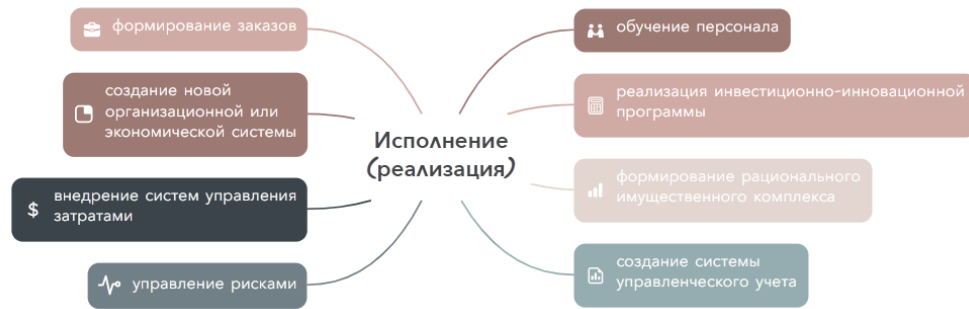 формирование заказов
создание новой
организационной или
экономической системы
$
внедрение систем управления
затратами
управление рисками
Исполнение
(реализация)
обучение персонала
реализация инвестиционно-инновационной
программы
формирование рационального
имущественного комплекса
создание системы
управленческого учета